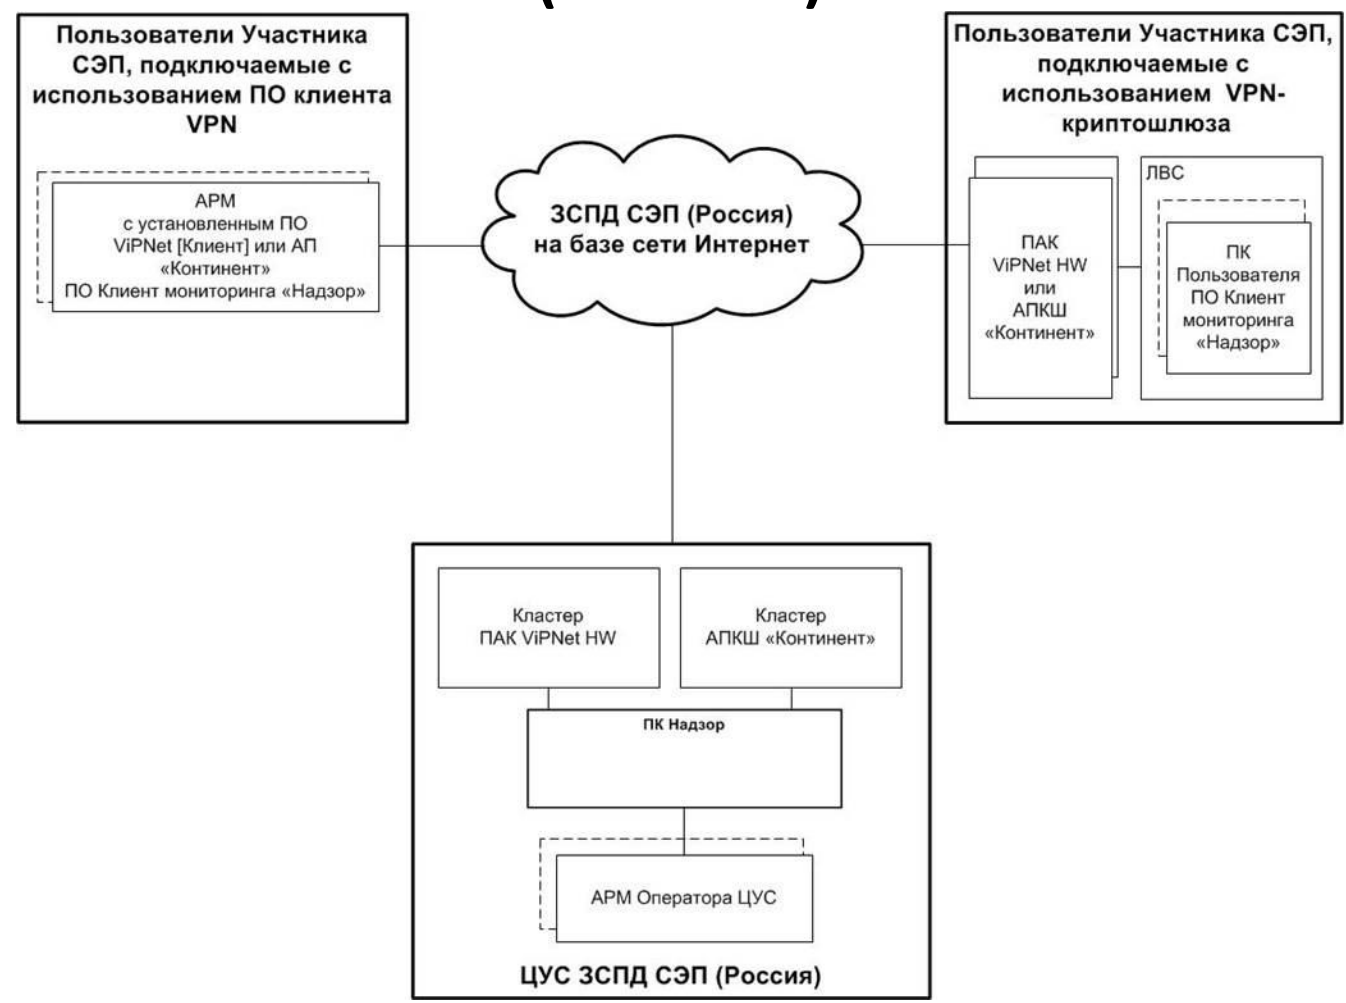 Пользователи Участника
СЭП, подключаемые с
использованием ПО клиента
VPN
АРМ
с установленным ПО
ViPNet [Клиент] или АП
«Континент»
ПО Клиент мониторинга «Надзор»
ЗСПД СЭП (Россия)
на базе сети Интернет
Пользователи Участника СЭП,
подключаемые с
использованием VPN-
криптошлюза
ПАК
ViPNet HW
или
АПКШ
«Континент»
ЛВС
ПК
Пользователя
ПО Клиент
мониторинга
«Надзор»
Кластер
ПАК ViPNet HW
Кластер
АПКШ «Континент»
ПК Надзор
АРМ Оператора ЦУС
ЦУС ЗСПД СЭП (Россия)